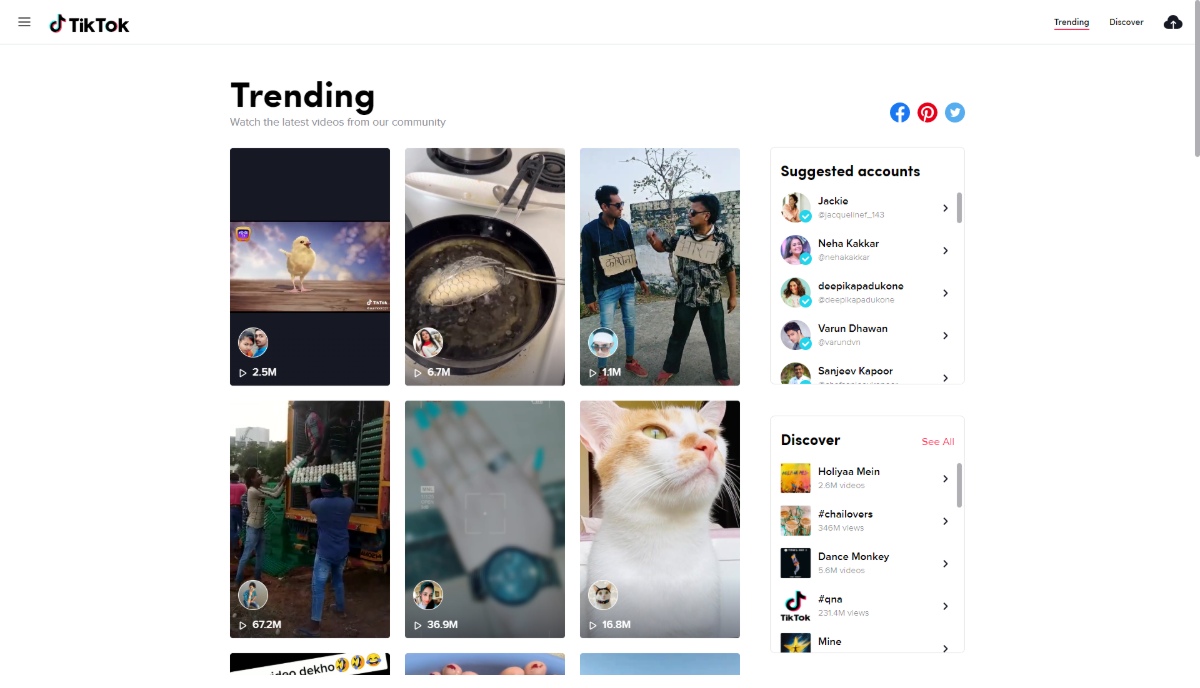 TikTok
Trending
Discover
Trending
Watch the latest videos from our community
TikTok
2.5M
6.7M
1.1M
Suggested accounts
Jackie
@jacquelinef_143
Neha Kakkar
@nehakakkar
deepikapadukone
@deepikapadukone
Varun Dhawan
@varundvn
Sanjeev Kapoor
67.2M
36.9M
16.8M
Discover
See All
Holiyaa Mein
2.6M videos
#chailovers
346M views
Dance Monkey
5.6M videos
TikTok
#qna
231.4M views
Mine
dekho🤣🤣😂